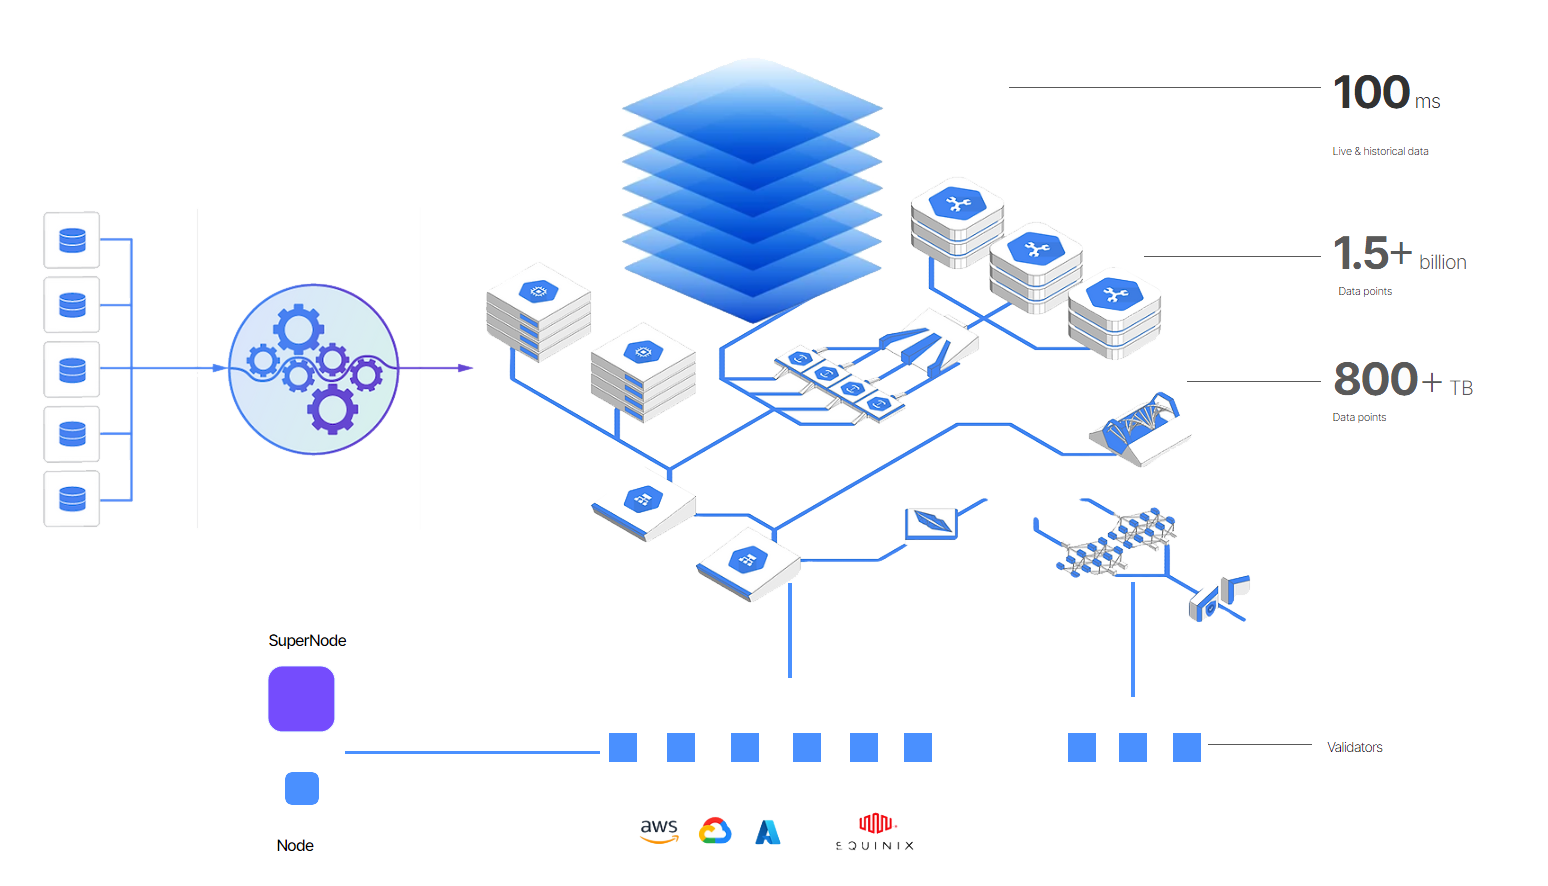 100 ms
Live & historical data
1.5+ billion
Data points
800+ TB
Data points
SuperNode
Validators
aws
EQUINIX
Node